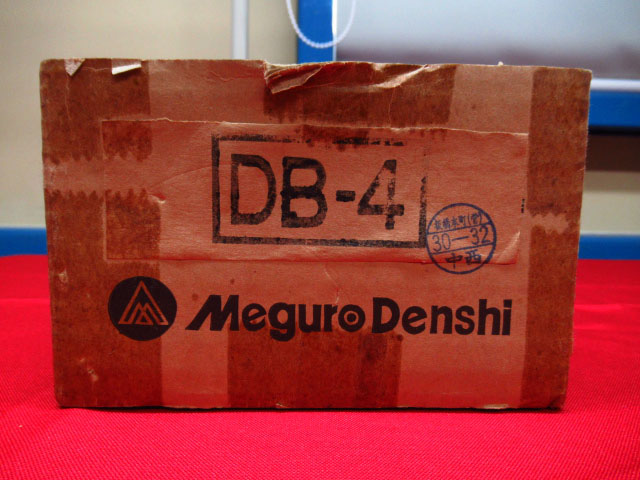 DB-4
30-32
中西
Meguro Denshi